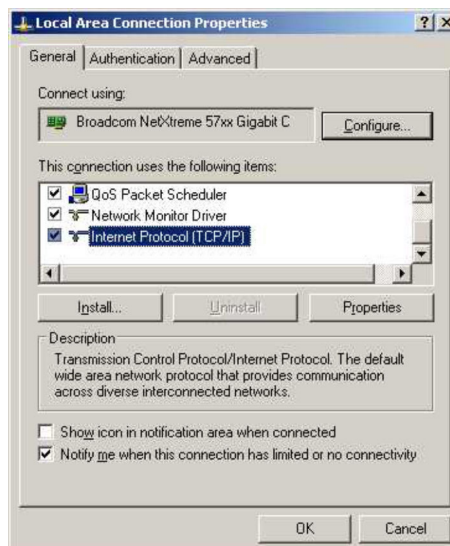 Local Area Connection Properties
General Authentication Advanced
Connect using:
Broadcom NetXtreme 57xx Gigabit C
Configure...
This connection uses the following items:
QoS Packet Scheduler
Network Monitor Driver
Internet Protocol (TCP/IP)
Install... Uninstall Properties
Description
Transmission Control Protocol/Internet Protocol. The default
wide area network protocol that provides communication
across diverse interconnected networks.
Show icon in notification area when connected
Notify me when this connection has limited or no connectivity
OK Cancel